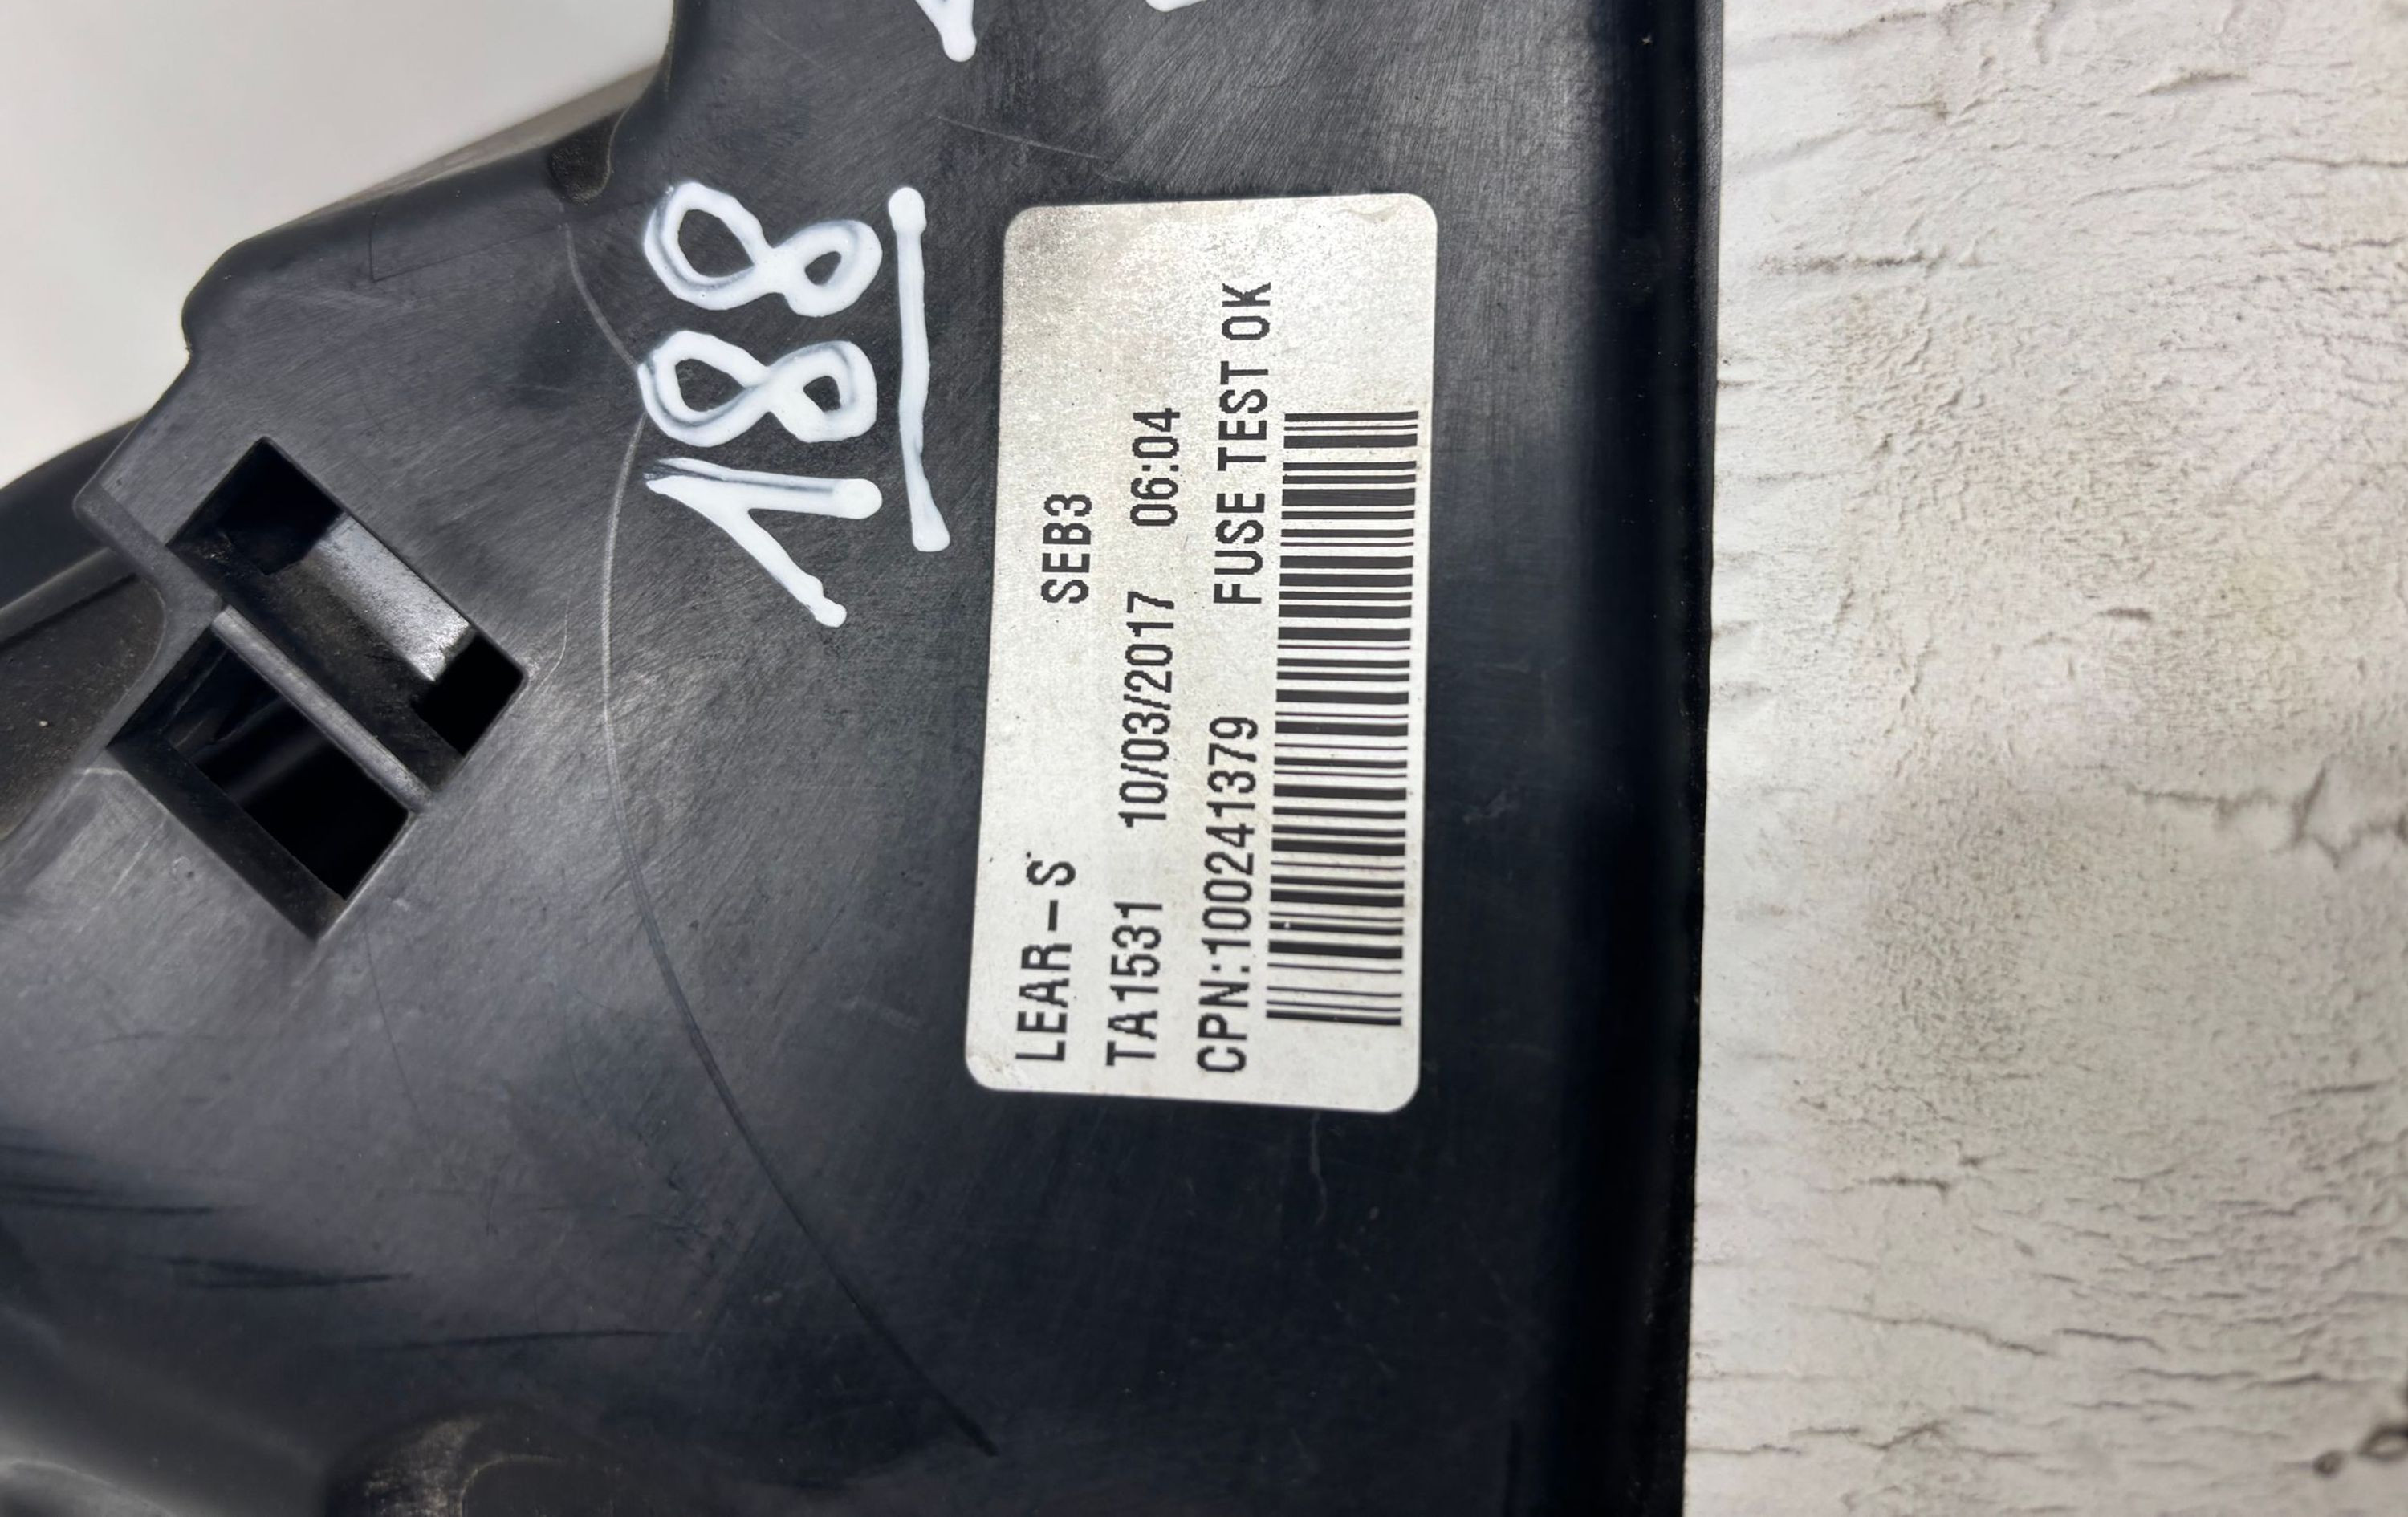 188
LEAR-S SEB3
TA1531 10/03/2017 06:04
CPN:100241379 FUSE TEST OK